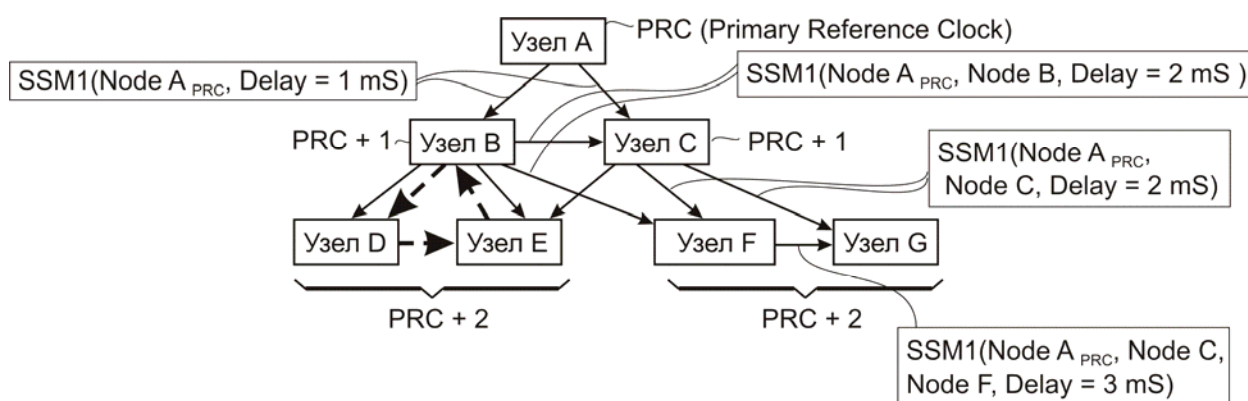 Узел A
PRC (Primary Reference Clock)
SSM1(Node A PRC, Delay = 1 mS)
SSM1(Node A PRC, Node B, Delay = 2 mS )
PRC + 1
Узел B
Узел C
PRC + 1
SSM1(Node A PRC,
Node C, Delay = 2 mS)
Узел D
Узел E
Узел F
Узел G
PRC + 2
PRC + 2
SSM1(Node A PRC, Node C,
Node F, Delay = 3 mS)